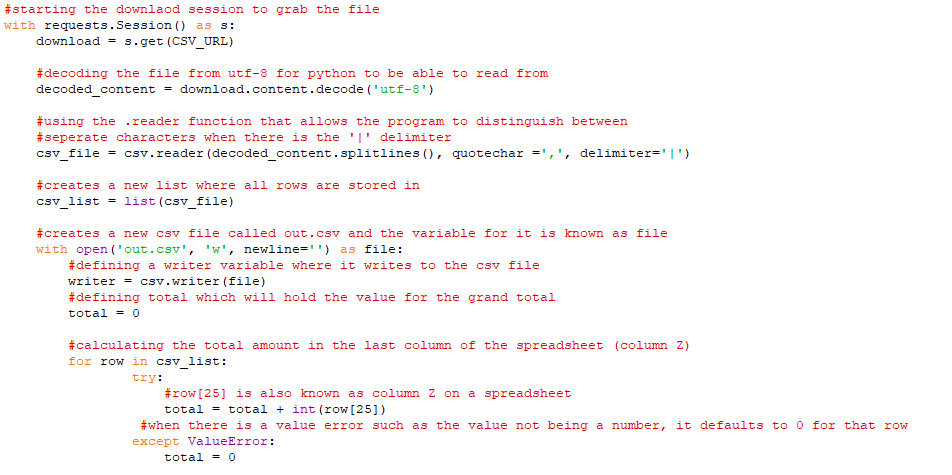 #starting the downlaod session to grab the file
with requests.Session() as s:
    download = s.get(CSV_URL)

    #decoding the file from utf-8 for python to be able to read from
    decoded_content = download.content.decode('utf-8')

    #using the .reader function that allows the program to distinguish between
    #seperate characters when there is the '|' delimiter
    csv_file = csv.reader(decoded_content.splitlines(), quotechar =',', delimiter='|')

    #creates a new list where all rows are stored in
    csv_list = list(csv_file)

    #creates a new csv file called out.csv and the variable for it is known as file
    with open('out.csv', 'w', newline='') as file:
        #defining a writer variable where it writes to the csv file
        writer = csv.writer(file)
        #defining total which will hold the value for the grand total
        total = 0

        #calculating the total amount in the last column of the spreadsheet (column Z)
        for row in csv_list:
                try:
                    #row[25] is also known as column Z on a spreadsheet
                    total = total + int(row[25])
                 #when there is a value error such as the value not being a number, it defaults to 0 for that row
                except ValueError:
                    total = 0